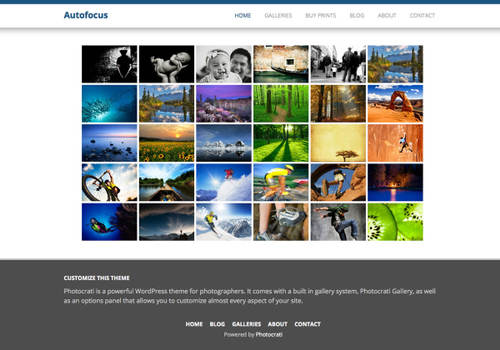 Autofocus
HOME GALLERIES BUY PRINTS BLOG ABOUT CONTACT
CUSTOMIZE THIS THEME
Photocrati is a powerful WordPress theme for photographers. It comes with a built in gallery system, Photocrati Gallery, as well
as an options panel that allows you to customize almost every aspect of your site.
HOME BLOG GALLERIES ABOUT CONTACT
Powered by Photocrati